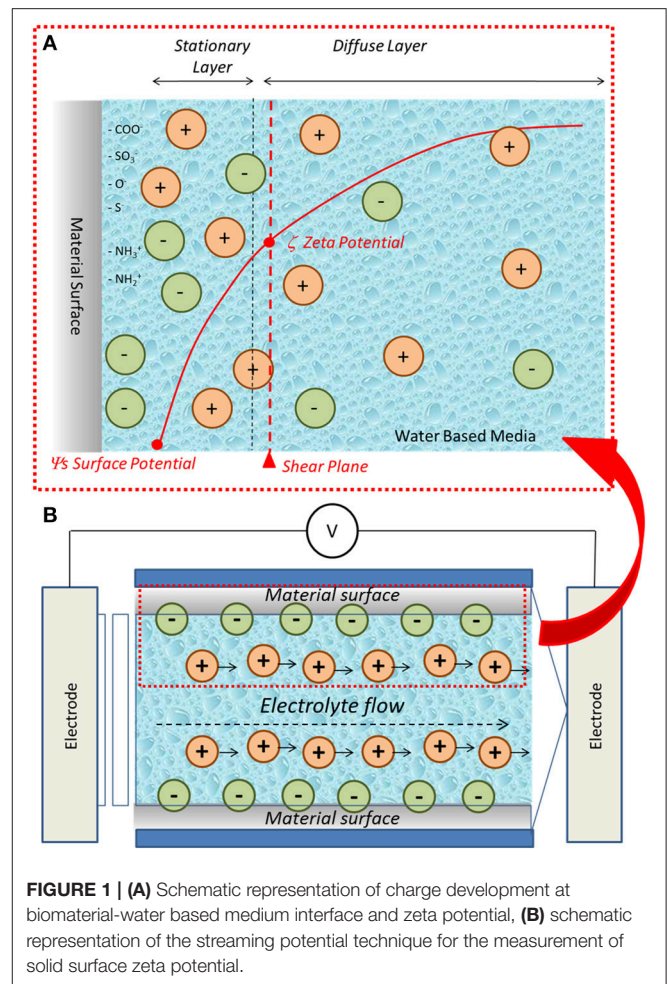 A
Stationary Layer
Diffuse Layer
- COO⁻
- SO₃⁻
- O⁻
- S⁻
- NH₃⁺
- NH₂⁺
Material Surface
+
+
+
-
+
-
-
+
+
+
-
-
+
+
-
-
+
-
ζ Zeta Potential
Water Based Media
Ψs Surface Potential
Shear Plane
B
V
Electrode
Material surface
- - - - - -
+ + + + + +
Electrolyte flow
+ + + + + +
- - - - - -
Material surface
Electrode
FIGURE 1 | (A) Schematic representation of charge development at
biomaterial-water based medium interface and zeta potential, (B) schematic
representation of the streaming potential technique for the measurement of
solid surface zeta potential.